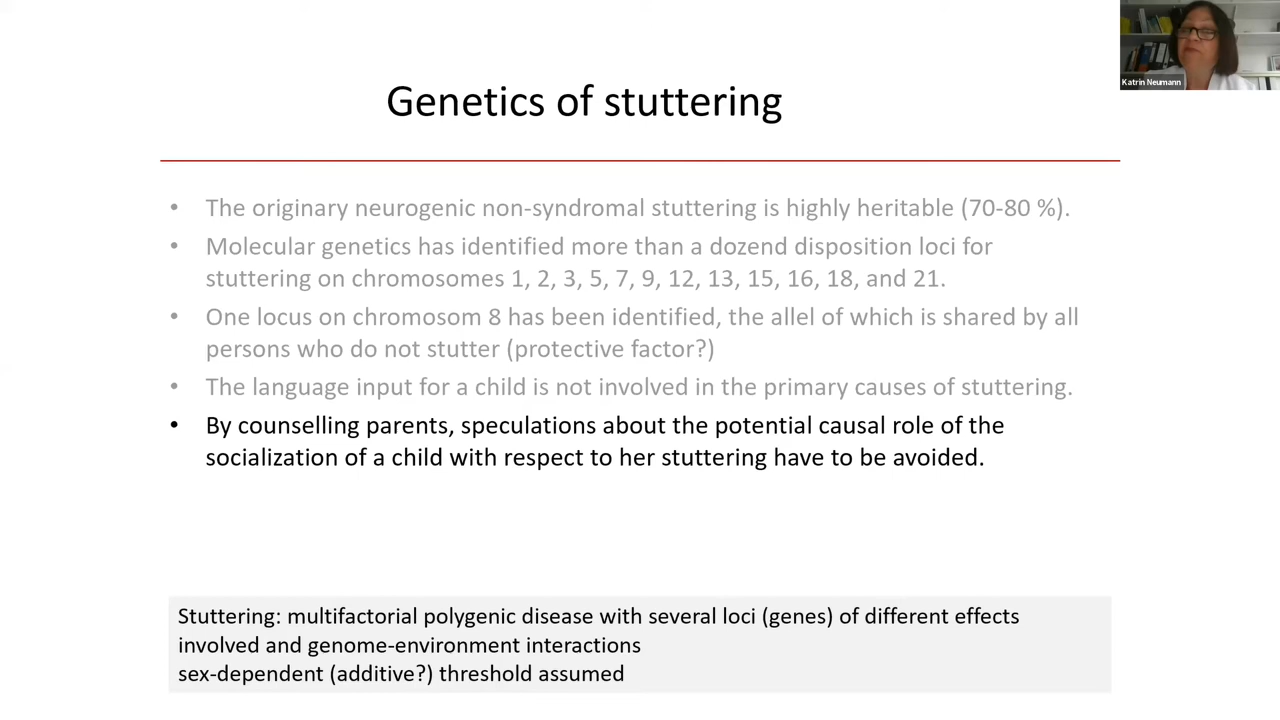 Katrin Neumann
Genetics of stuttering
• The originary neurogenic non-syndromal stuttering is highly heritable (70-80 %).
• Molecular genetics has identified more than a dozend disposition loci for
stuttering on chromosomes 1, 2, 3, 5, 7, 9, 12, 13, 15, 16, 18, and 21.
• One locus on chromosom 8 has been identified, the allel of which is shared by all
persons who do not stutter (protective factor?)
• The language input for a child is not involved in the primary causes of stuttering.
• By counselling parents, speculations about the potential causal role of the
socialization of a child with respect to her stuttering have to be avoided.
Stuttering: multifactorial polygenic disease with several loci (genes) of different effects
involved and genome-environment interactions
sex-dependent (additive?) threshold assumed